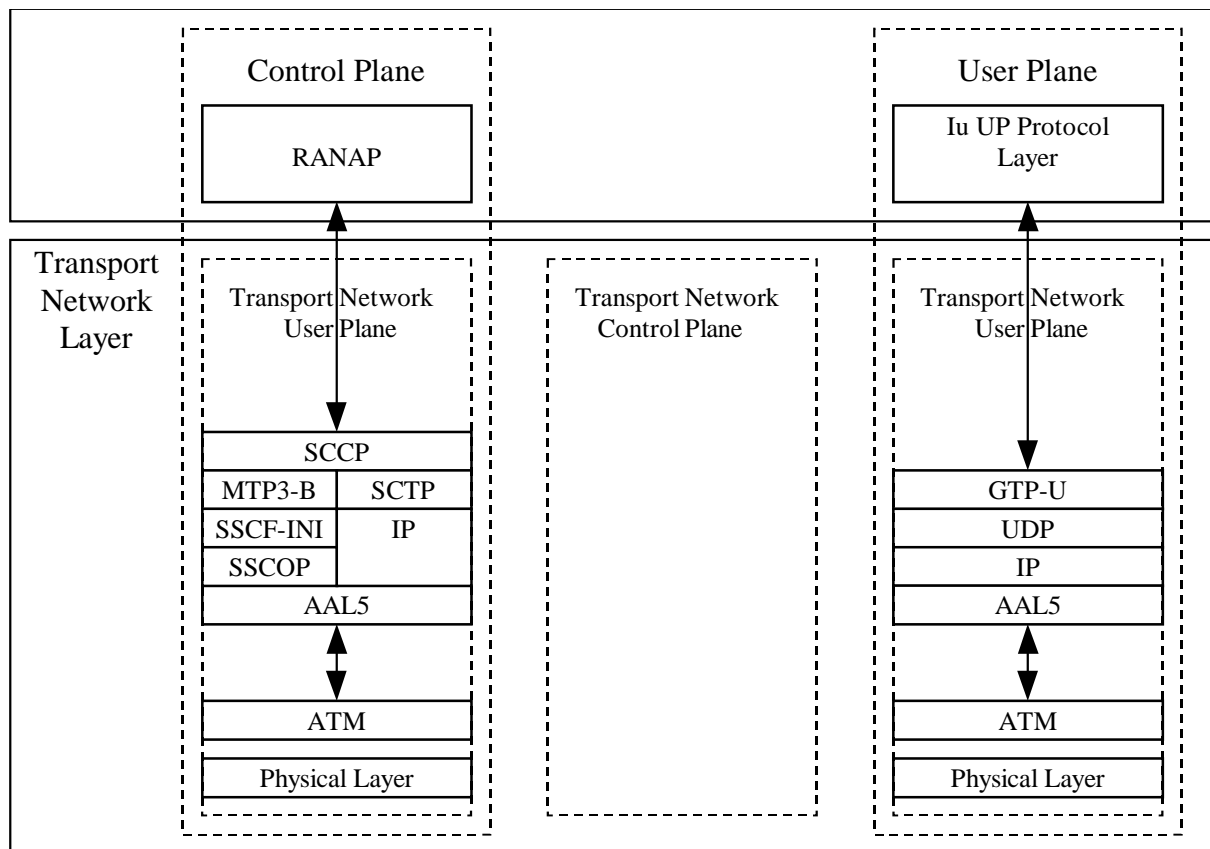 Control Plane
User Plane
RANAP
Iu UP Protocol
Layer
Transport
Network
Layer
Transport Network
User Plane
Transport Network
Control Plane
Transport Network
User Plane
SCCP
MTP3-B
SCTP
SSCF-INI
IP
SSCOP
AAL5
ATM
Physical Layer
GTP-U
UDP
IP
AAL5
ATM
Physical Layer